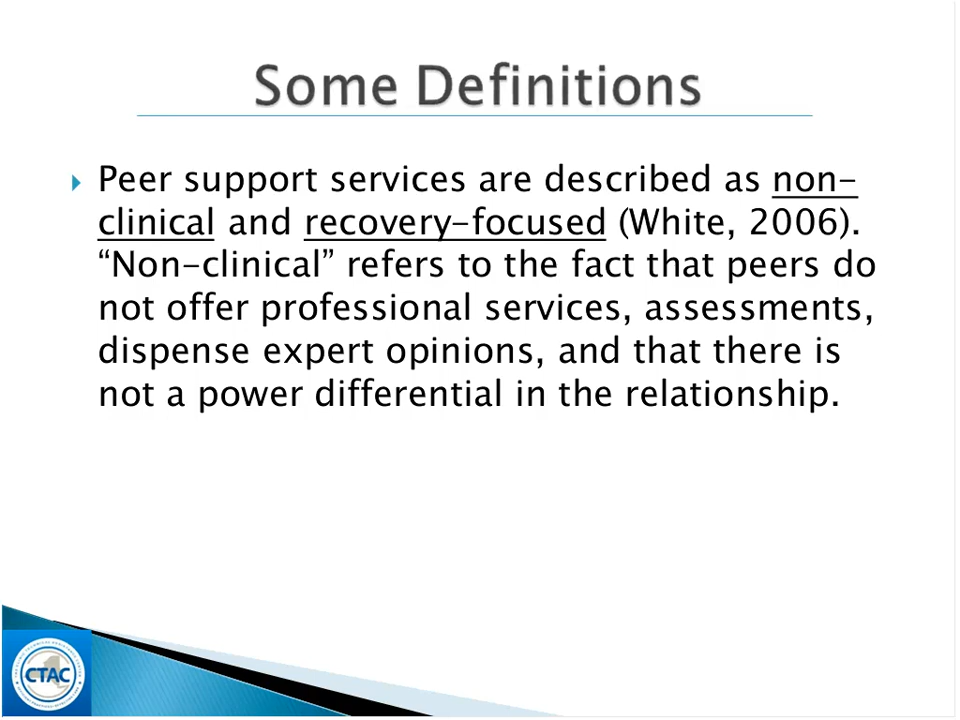 Some Definitions
Peer support services are described as non-
clinical and recovery-focused (White, 2006).
“Non-clinical” refers to the fact that peers do
not offer professional services, assessments,
dispense expert opinions, and that there is
not a power differential in the relationship.
CTAC